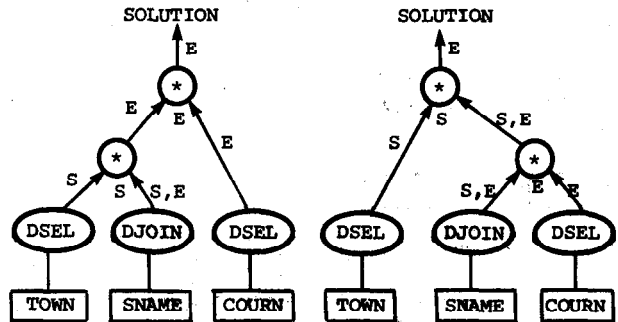 SOLUTION SOLUTION
E E
* *
E E E S S,E
* S *
S S S,E S,E E E
DSEL DJOIN DSEL DSEL DJOIN DSEL
TOWN SNAME COURN TOWN SNAME COURN